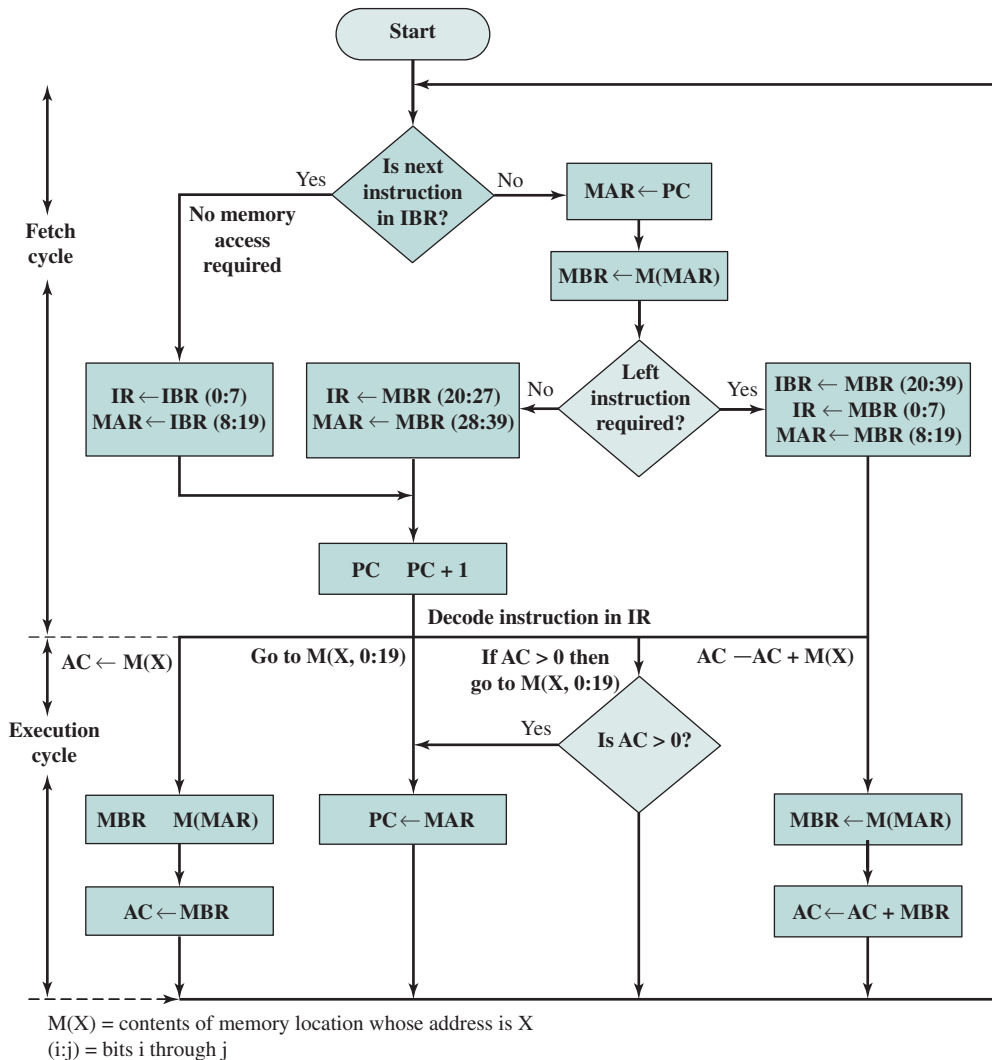 Start
Is next
instruction
in IBR?
Yes
No
No memory
access
required
MAR ← PC
MBR ← M(MAR)
Fetch
cycle
Left
instruction
required?
No
Yes
IR ← IBR (0:7)
MAR ← IBR (8:19)
IR ← MBR (20:27)
MAR ← MBR (28:39)
IBR ← MBR (20:39)
IR ← MBR (0:7)
MAR ← MBR (8:19)
PC PC + 1
Decode instruction in IR
AC ← M(X)
Go to M(X, 0:19)
If AC > 0 then
go to M(X, 0:19)
AC —AC + M(X)
Execution
cycle
Yes
Is AC > 0?
MBR M(MAR)
PC ← MAR
MBR ← M(MAR)
AC ← MBR
AC ← AC + MBR
M(X) = contents of memory location whose address is X
(i:j) = bits i through j